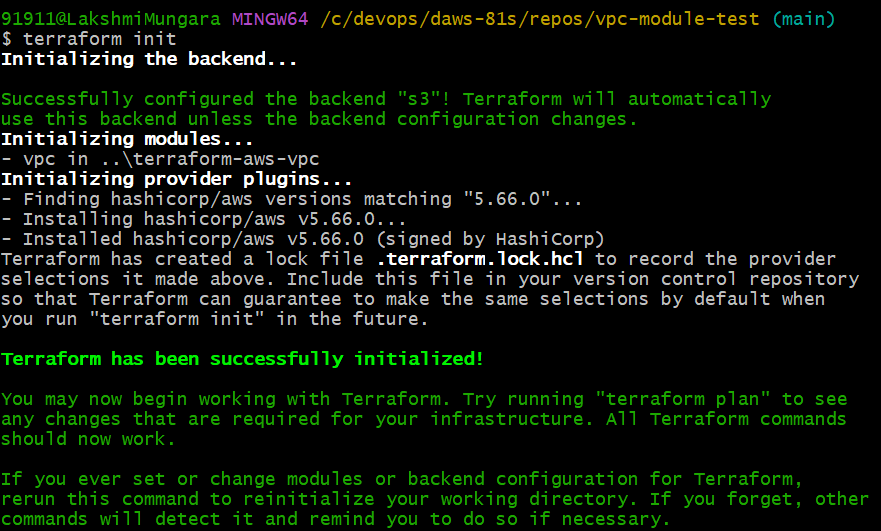 91911@LakshmiMungara MINGW64 /c/devops/daws-81s/repos/vpc-module-test (main)
$ terraform init
Initializing the backend...
Successfully configured the backend "s3"! Terraform will automatically
use this backend unless the backend configuration changes.
Initializing modules...
- vpc in ..\terraform-aws-vpc
Initializing provider plugins...
- Finding hashicorp/aws versions matching "5.66.0"...
- Installing hashicorp/aws v5.66.0...
- Installed hashicorp/aws v5.66.0 (signed by HashiCorp)
Terraform has created a lock file .terraform.lock.hcl to record the provider
selections it made above. Include this file in your version control repository
so that Terraform can guarantee to make the same selections by default when
you run "terraform init" in the future.
Terraform has been successfully initialized!
You may now begin working with Terraform. Try running "terraform plan" to see
any changes that are required for your infrastructure. All Terraform commands
should now work.
If you ever set or change modules or backend configuration for Terraform,
rerun this command to reinitialize your working directory. If you forget, other
commands will detect it and remind you to do so if necessary.